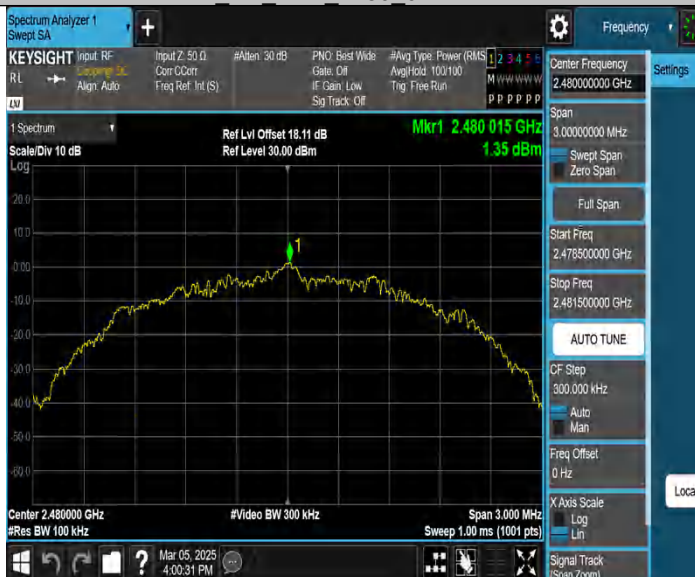 Spectrum Analyzer 1
Swept SA
+
Frequency
Settings
KEYSIGHT
RL
Input: RF
Coupling: DC
Align: Auto
Input Z: 50 Ω
Corr CCorr
Freq Ref: Int (S)
#Atten: 30 dB
PNO: Best Wide
Gate: Off
IF Gain: Low
Sig Track: Off
#Avg Type: Power (RMS
Avg|Hold: 100/100
Trig: Free Run
1 2 3 4 5 6
M W W W W W
P P P P P P
1 Spectrum
Scale/Div 10 dB
Log
Ref Lvl Offset 18.11 dB
Ref Level 30.00 dBm
Mkr1 2.480 015 GHz
1.35 dBm
20.0
10.0
0.00
-10.0
-20.0
-30.0
-40.0
-50.0
-60.0
1
Center 2.480000 GHz
#Res BW 100 kHz
#Video BW 300 kHz
Span 3.000 MHz
Sweep 1.00 ms (1001 pts)
Mar 05, 2025
4:00:31 PM
Center Frequency
2.480000000 GHz
Span
3.00000000 MHz
Swept Span
Zero Span
Full Span
Start Freq
2.478500000 GHz
Stop Freq
2.481500000 GHz
AUTO TUNE
CF Step
300.000 kHz
Auto
Man
Freq Offset
0 Hz
X Axis Scale
Log
Lin
Signal Track
(Span Zoom)
Loca